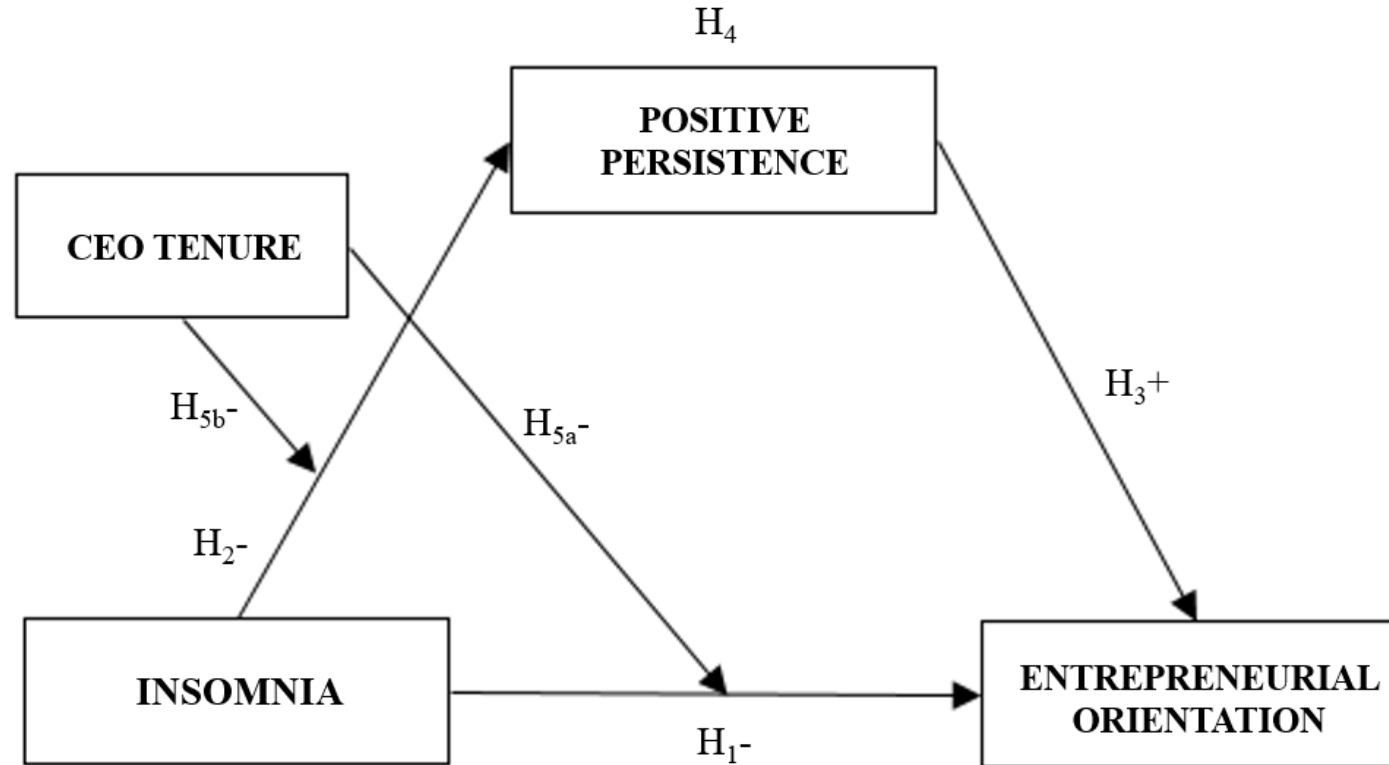 H₄
POSITIVE
PERSISTENCE
CEO TENURE
H₅b-
H₅a-
H₃+
H₂-
INSOMNIA
ENTREPRENEURIAL
ORIENTATION
H₁-